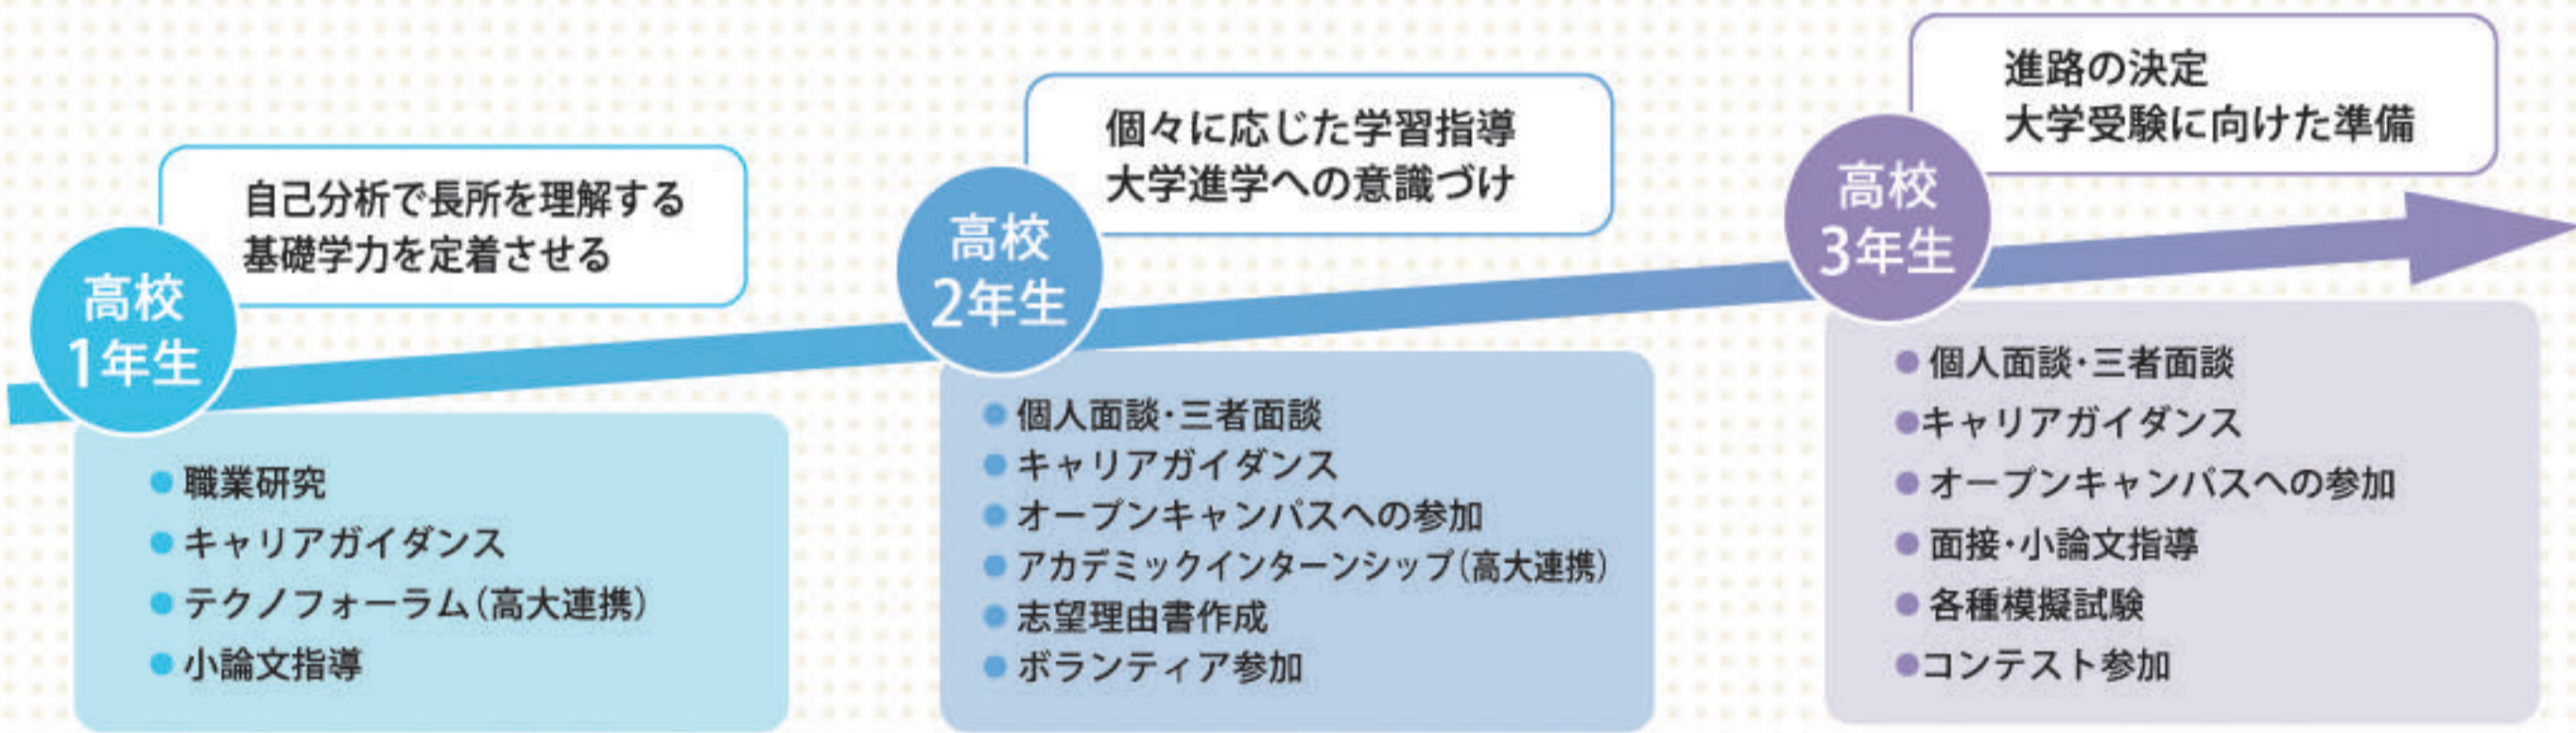 高校
1年生
自己分析で長所を理解する
基礎学力を定着させる
● 職業研究
● キャリアガイダンス
● テクノフォーラム(高大連携)
● 小論文指導
高校
2年生
個々に応じた学習指導
大学進学への意識づけ
● 個人面談・三者面談
● キャリアガイダンス
● オープンキャンパスへの参加
● アカデミックインターンシップ(高大連携)
● 志望理由書作成
● ボランティア参加
高校
3年生
進路の決定
大学受験に向けた準備
● 個人面談・三者面談
●キャリアガイダンス
● オープンキャンパスへの参加
● 面接・小論文指導
● 各種模擬試験
●コンテスト参加